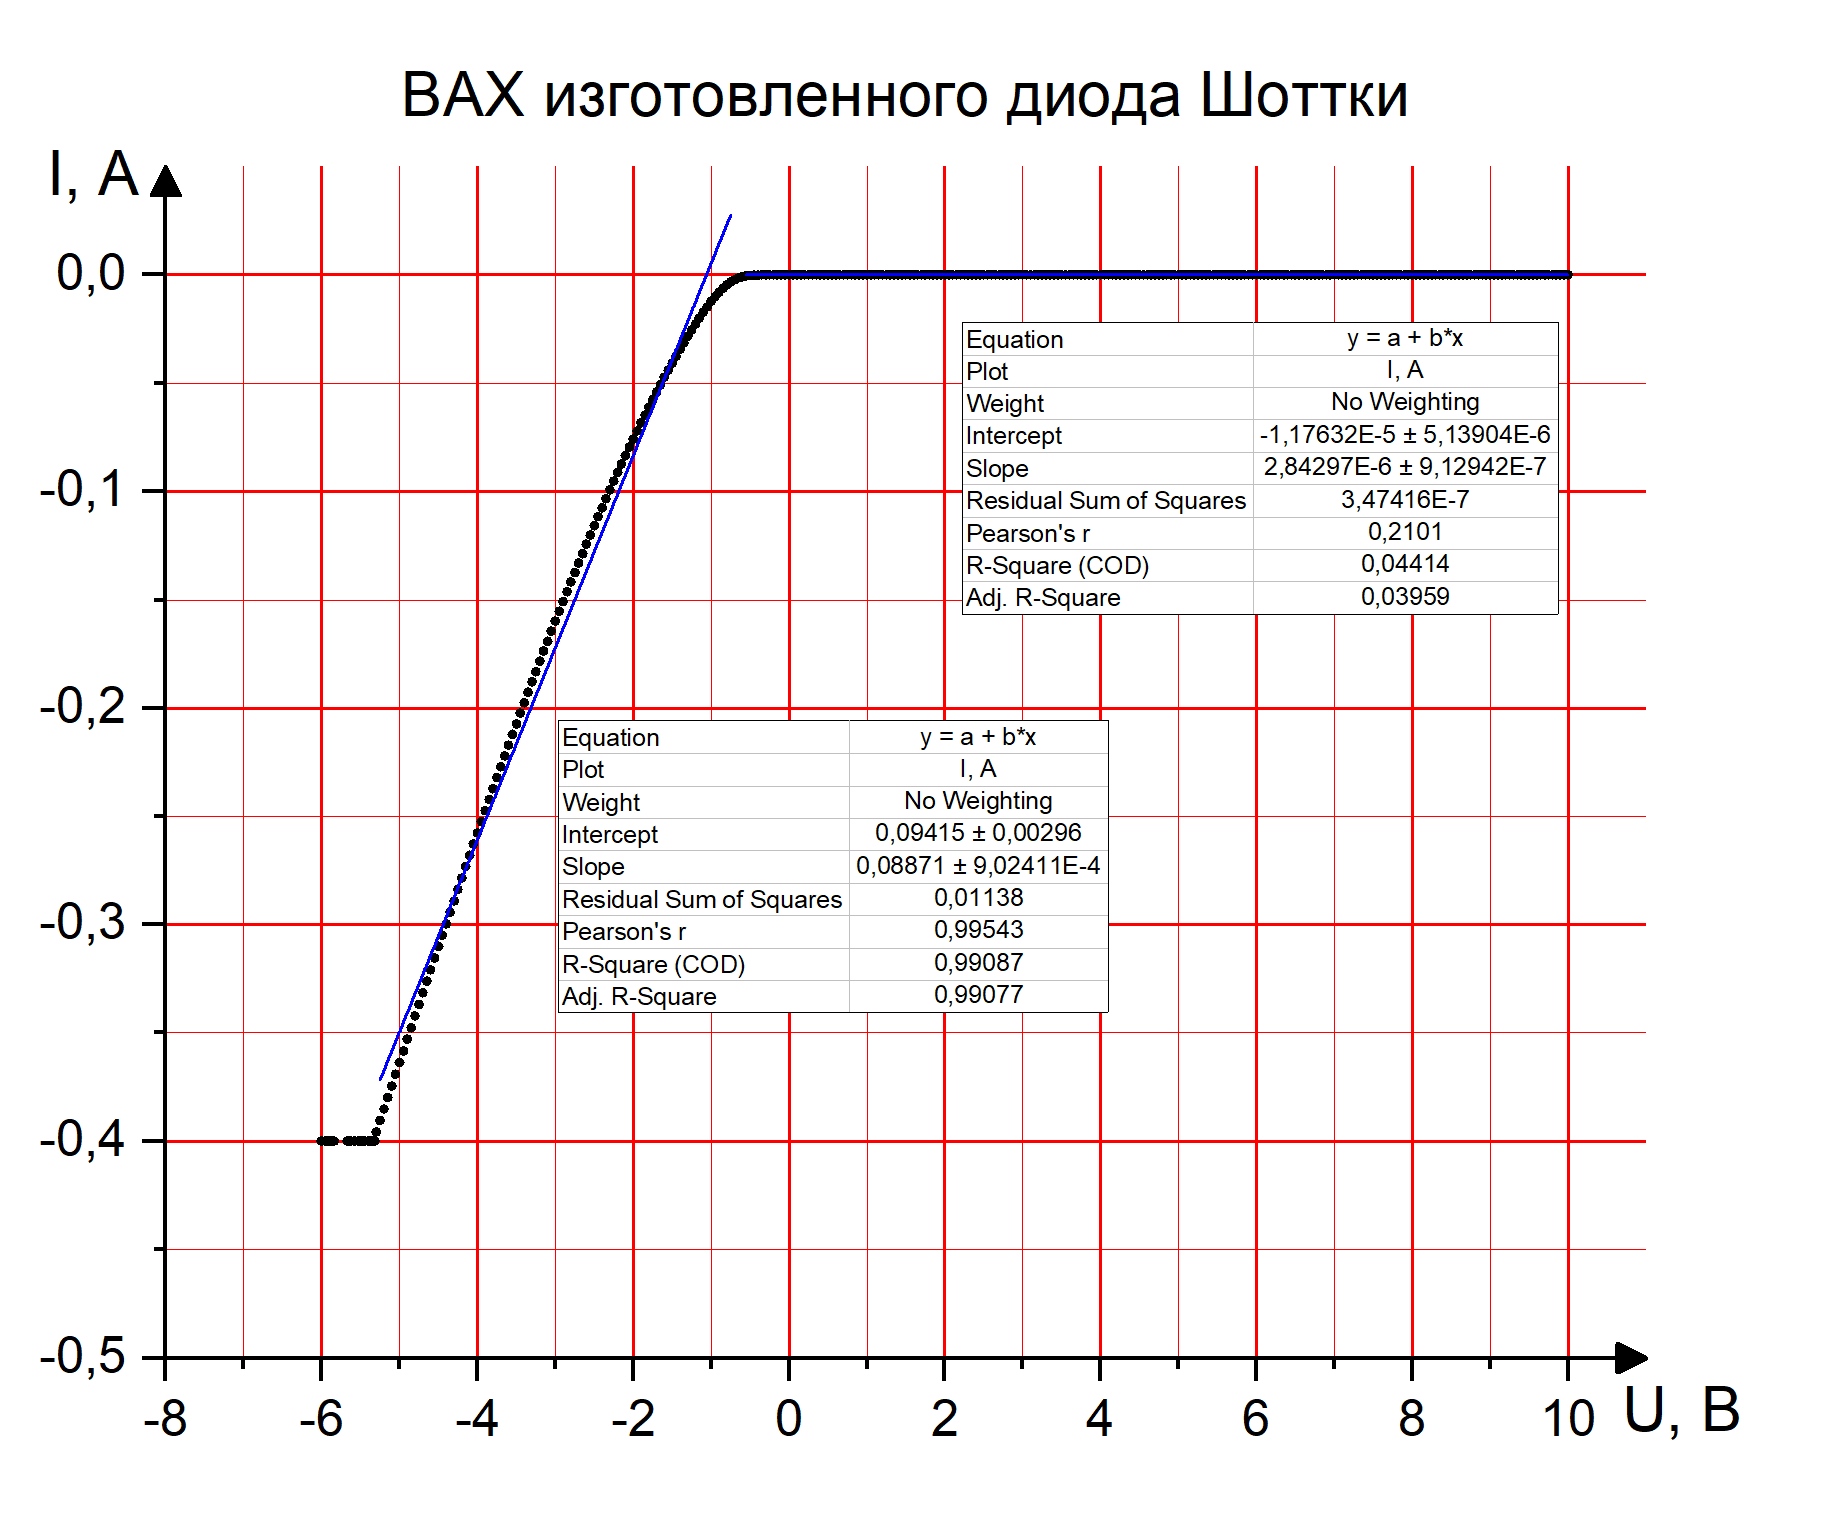 ВАХ изготовленного диода Шоттки
I, А
0,0
-0,1
-0,2
-0,3
-0,4
-0,5
Equation y = a + b*x
Plot I, A
Weight No Weighting
Intercept -1,17632E-5 ± 5,13904E-6
Slope 2,84297E-6 ± 9,12942E-7
Residual Sum of Squares 3,47416E-7
Pearson's r 0,2101
R-Square (COD) 0,04414
Adj. R-Square 0,03959
Equation y = a + b*x
Plot I, A
Weight No Weighting
Intercept 0,09415 ± 0,00296
Slope 0,08871 ± 9,02411E-4
Residual Sum of Squares 0,01138
Pearson's r 0,99543
R-Square (COD) 0,99087
Adj. R-Square 0,99077
-8 -6 -4 -2 0 2 4 6 8 10
U, В